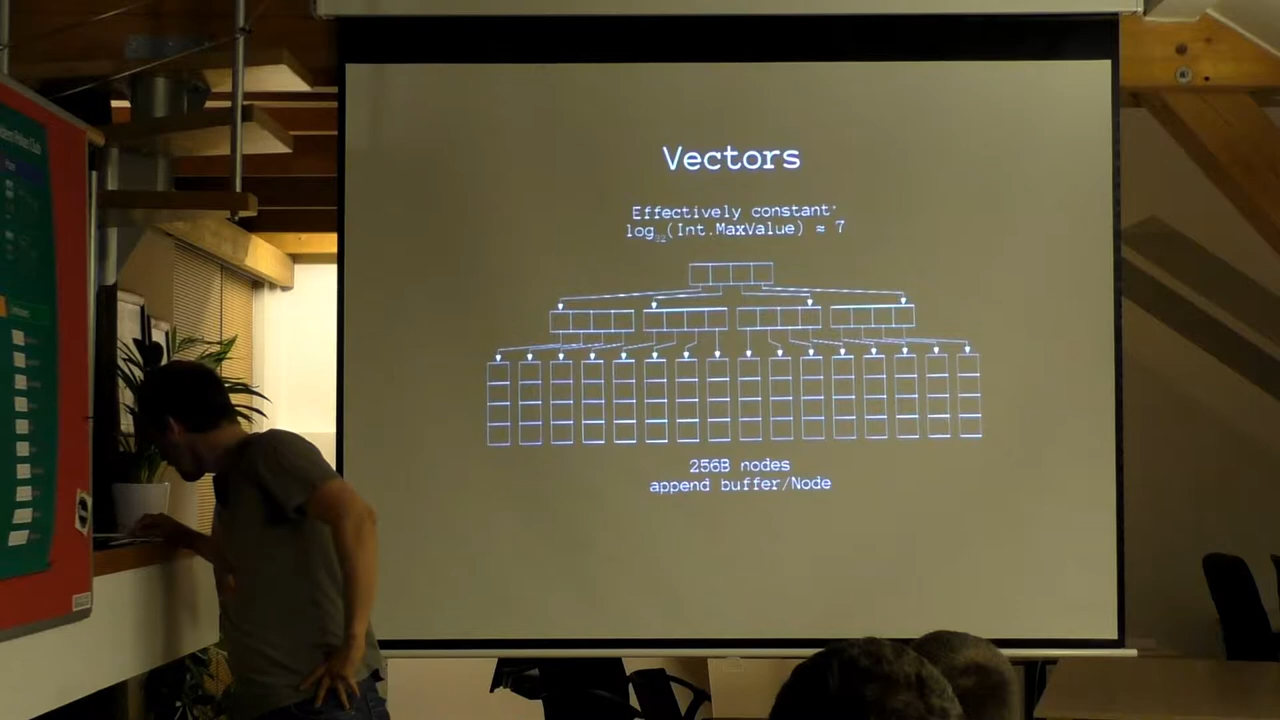 Vectors
Effectively constant*
log₃₂(Int.MaxValue) ≈ 7
256B nodes
append buffer/Node